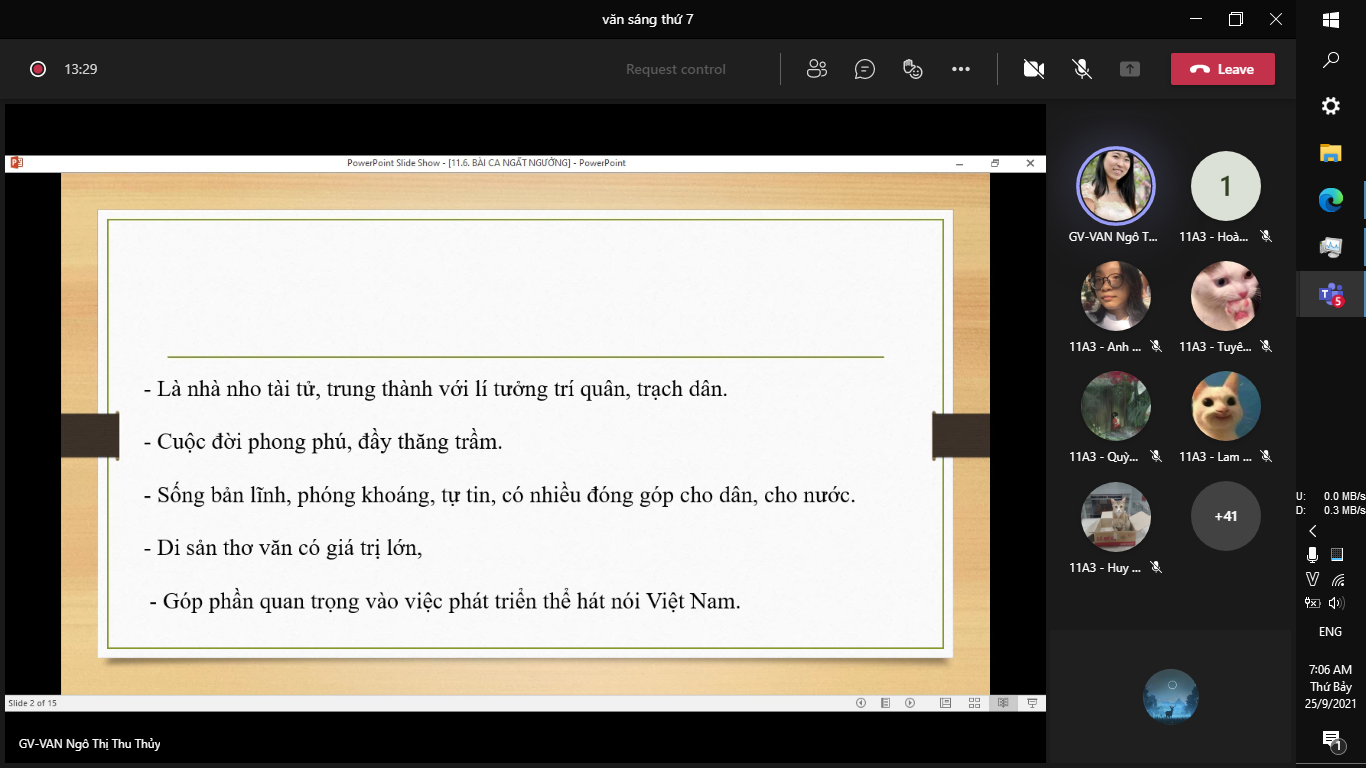 văn sáng thứ 7
13:29
Request control
Leave
PowerPoint Slide Show - [11.6. BÀI CA NGẤT NGƯỞNG] - PowerPoint
- Là nhà nho tài tử, trung thành với lí tưởng trí quân, trạch dân.
- Cuộc đời phong phú, đầy thăng trầm.
- Sống bản lĩnh, phóng khoáng, tự tin, có nhiều đóng góp cho dân, cho nước.
- Di sản thơ văn có giá trị lớn,
- Góp phần quan trọng vào việc phát triển thể hát nói Việt Nam.
Slide 2 of 15
GV-VAN Ngô Thị Thu Thủy
1
GV-VAN Ngô T...
11A3 - Hoà...
11A3 - Anh ...
11A3 - Tuyê...
11A3 - Quỳ...
11A3 - Lam ...
+41
11A3 - Huy ...
5
U: 0.0 MB/s
D: 0.3 MB/s
ENG
7:06 AM
Thứ Bảy
25/9/2021
1